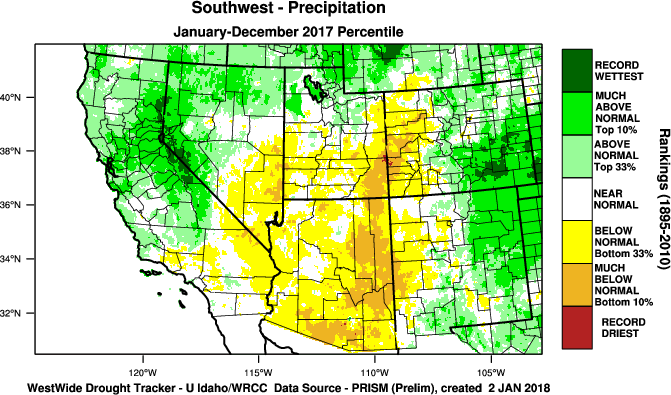 Southwest - Precipitation
January-December 2017 Percentile
40°N
38°N
36°N
34°N
32°N
120°W
115°W
110°W
105°W
RECORD
WETTEST
MUCH
ABOVE
NORMAL
Top 10%
ABOVE
NORMAL
Top 33%
NEAR
NORMAL
BELOW
NORMAL
Bottom 33%
MUCH
BELOW
NORMAL
Bottom 10%
RECORD
DRIEST
Rankings (1895-2010)
WestWide Drought Tracker - U Idaho/WRCC Data Source - PRISM (Prelim), created 2 JAN 2018